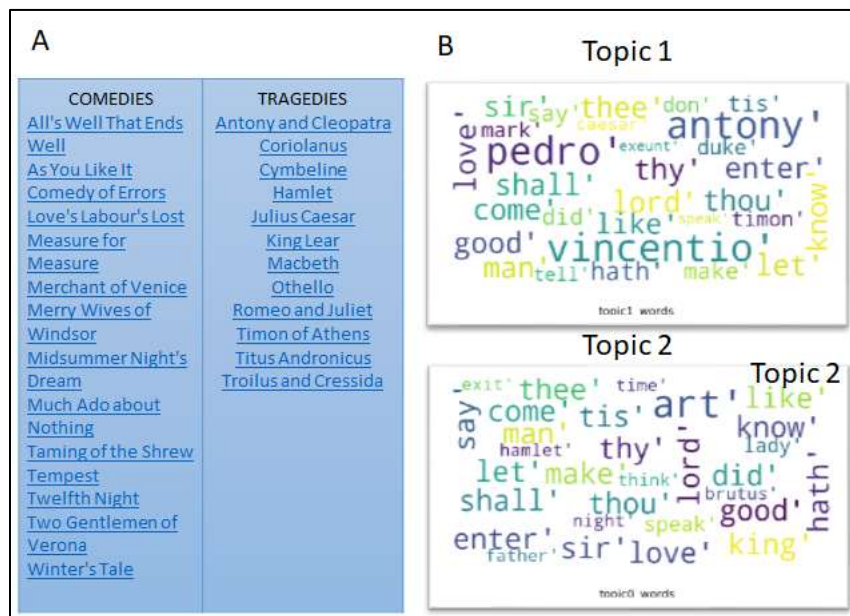 A
COMEDIES
All's Well That Ends
Well
As You Like It
Comedy of Errors
Love's Labour's Lost
Measure for
Measure
Merchant of Venice
Merry Wives of
Windsor
Midsummer Night's
Dream
Much Ado about
Nothing
Taming of the Shrew
Tempest
Twelfth Night
Two Gentlemen of
Verona
Winter's Tale
TRAGEDIES
Antony and Cleopatra
Coriolanus
Cymbeline
Hamlet
Julius Caesar
King Lear
Macbeth
Othello
Romeo and Juliet
Timon of Athens
Titus Andronicus
Troilus and Cressida
B
Topic 1
love'
sir' say' thee' don' tis'
mark' caesar' antony'
pedro' exeunt' duke'
shall' thy' enter'
come' did' lord' thou' know'
like' speak' timon'
good' vincentio'
man' tell' hath' make' let'
topic1 words
Topic 2
Topic 2
say'
exit' thee' time' art' like'
come' tis' know'
man' hamlet' thy' lord' lady' hath'
let' make' think' did'
shall' thou' brutus' good'
night' speak'
enter' father' sir' love' king'
topic0 words